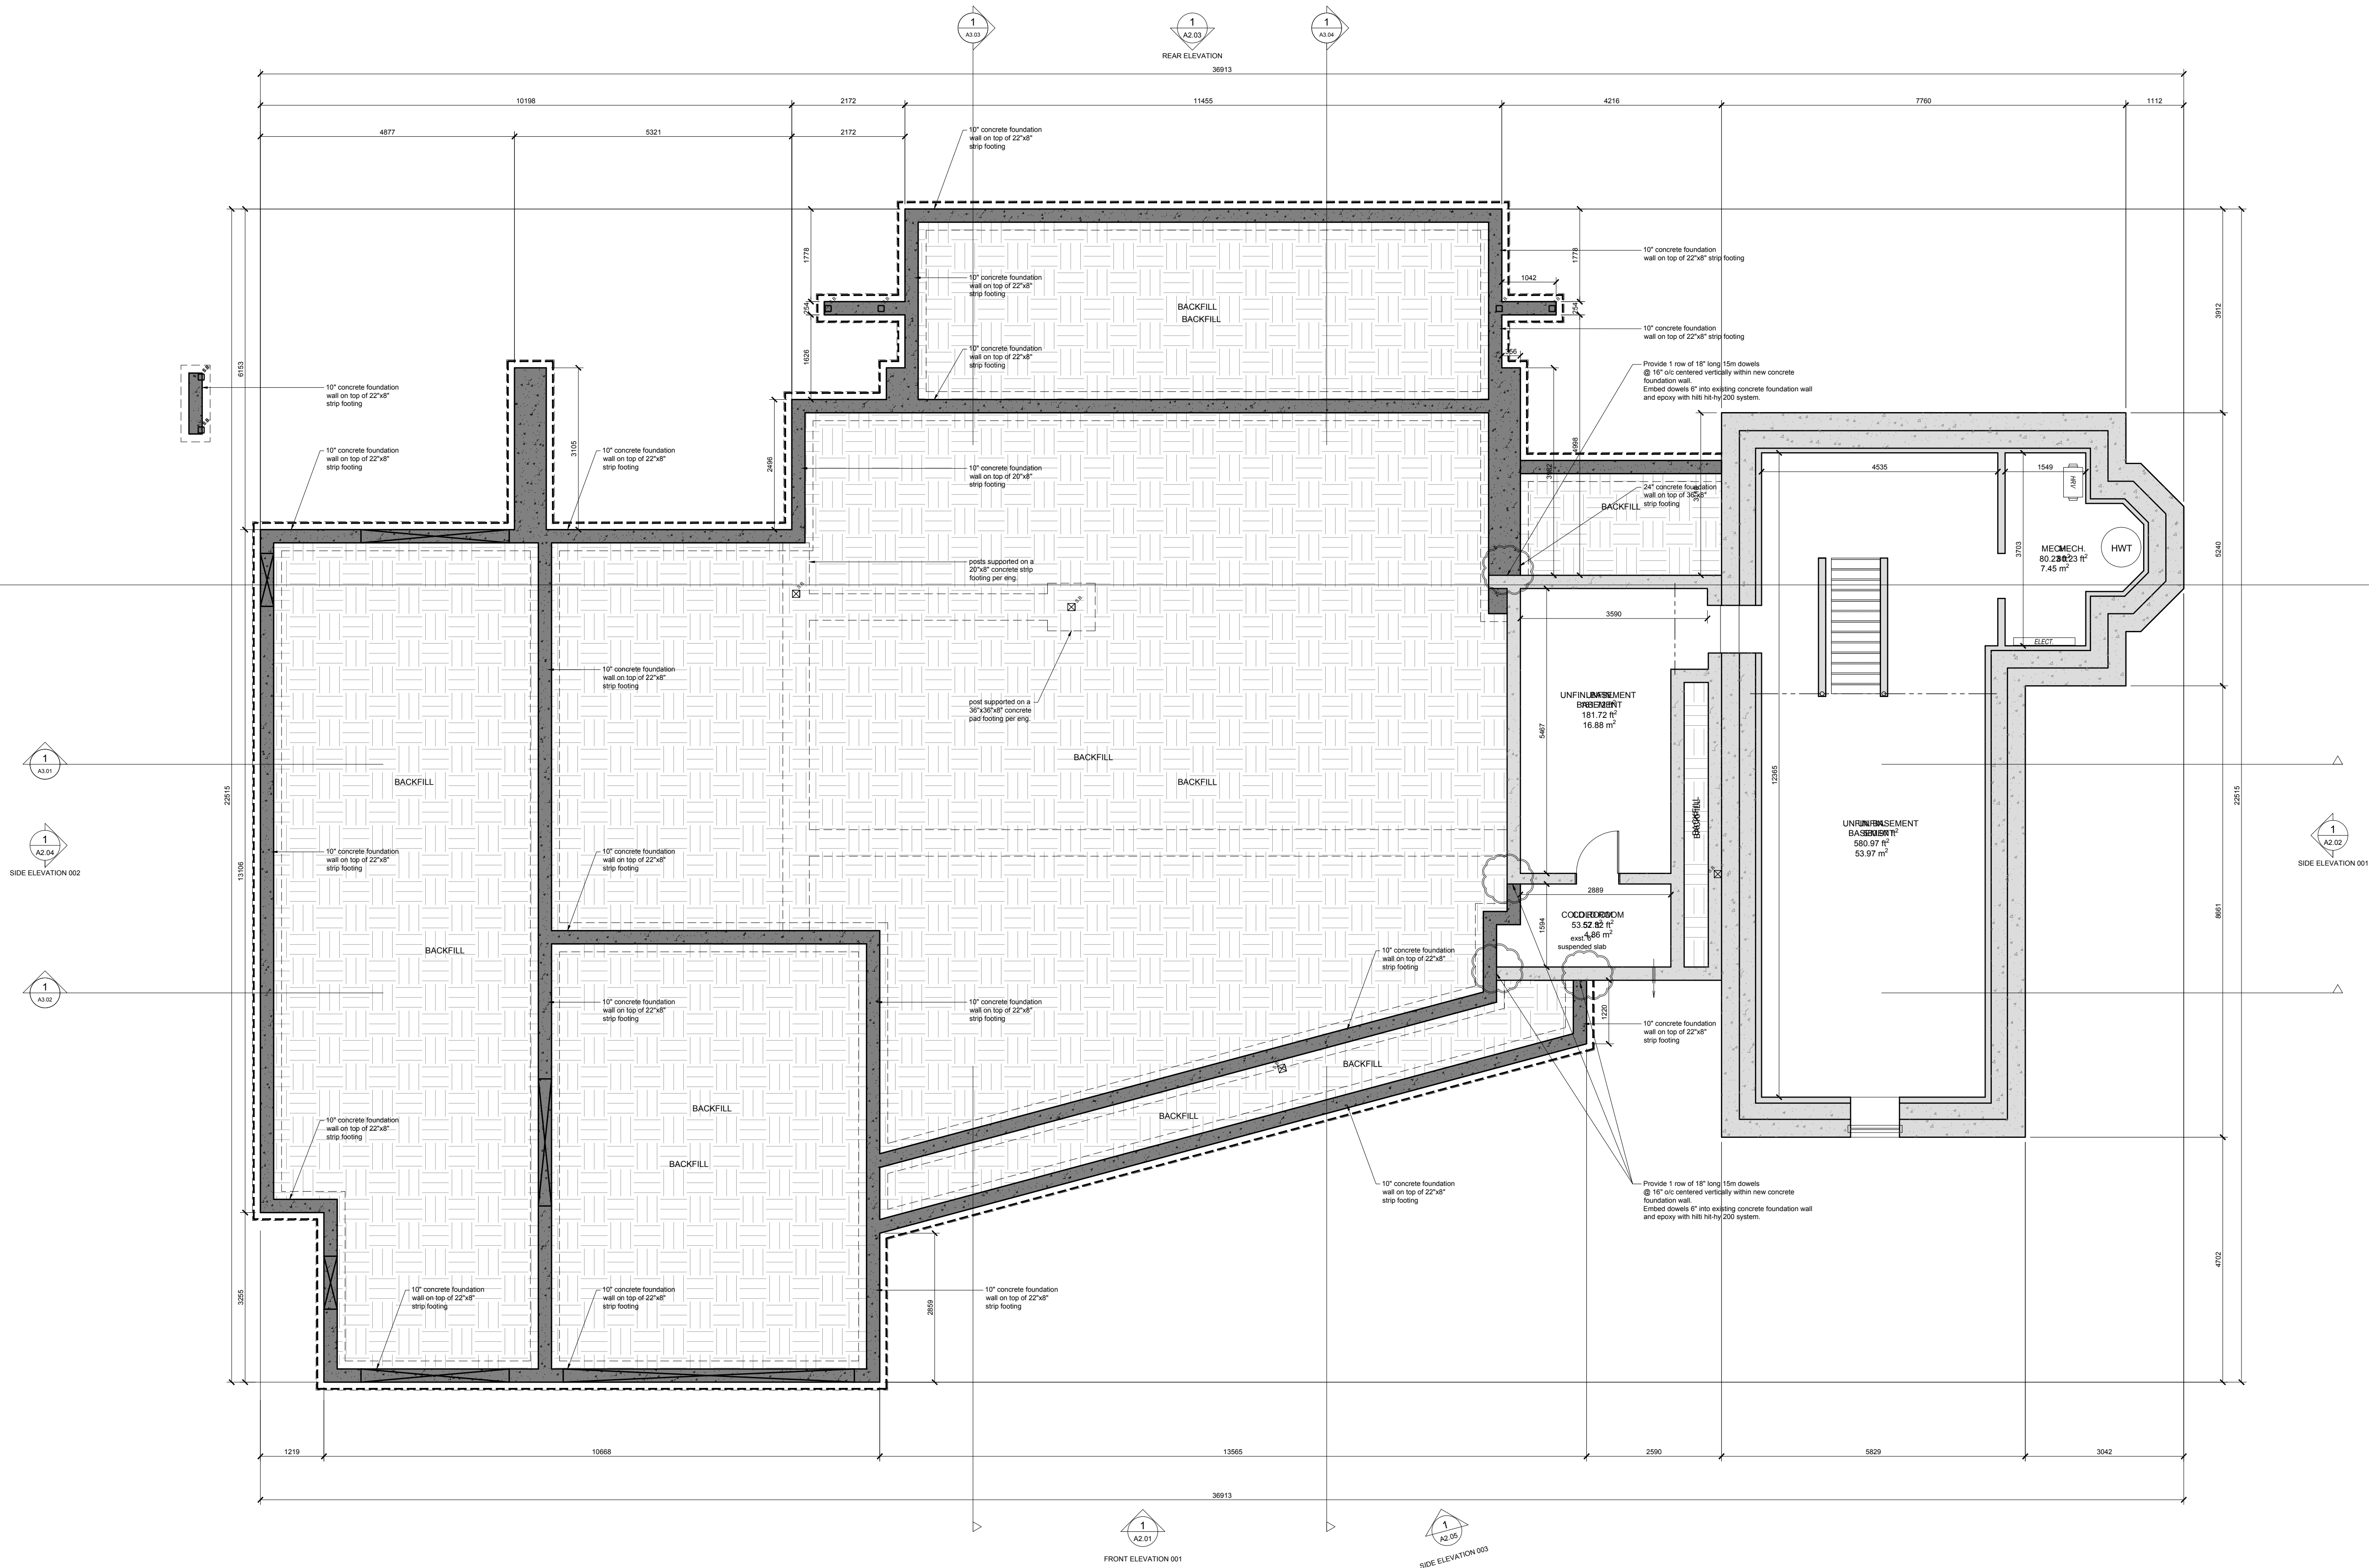 1
A3.03
1
A2.03
REAR ELEVATION
1
A3.04
36913
10198
2172
11455
4216
7760
1112
4877
5321
2172
10" concrete foundation
wall on top of 22"x8"
strip footing
1778
254
1626
10" concrete foundation
wall on top of 22"x8"
strip footing
BACKFILL
BACKFILL
10" concrete foundation
wall on top of 22"x8"
strip footing
1042
1778
254
10" concrete foundation
wall on top of 22"x8" strip footing
10" concrete foundation
wall on top of 22"x8" strip footing
356
Provide 1 row of 18" long 15m dowels
@ 16" o/c centered vertically within new concrete
foundation wall.
Embed dowels 6" into existing concrete foundation wall
and epoxy with hilti hit-hy 200 system.
3912
6153
10" concrete foundation
wall on top of 22"x8"
strip footing
10" concrete foundation
wall on top of 22"x8"
strip footing
3105
10" concrete foundation
wall on top of 22"x8"
strip footing
2496
10" concrete foundation
wall on top of 20"x8"
strip footing
4998
24" concrete foundation
wall on top of 36"x8"
strip footing
BACKFILL
4535
1549
HRV
3703
MECH.
MECH.
80.23 ft²
7.45 m²
HWT
ELECT.
5240
posts supported on a
20"x8" concrete strip
footing per eng.
3590
10" concrete foundation
wall on top of 22"x8"
strip footing
post supported on a
36"x36"x8" concrete
pad footing per eng.
UNFIN. BASEMENT
BASEMENT
181.72 ft²
16.88 m²
5467
12365
1
A3.01
BACKFILL
BACKFILL
BACKFILL
22515
22515
1
A2.04
SIDE ELEVATION 002
13106
10" concrete foundation
wall on top of 22"x8"
strip footing
10" concrete foundation
wall on top of 22"x8"
strip footing
BACKFILL
UNFIN. BASEMENT
BASEMENT
580.97 ft²
53.97 m²
1
A2.02
SIDE ELEVATION 001
2889
1594
COLD ROOM
4.86 m²
exst. 6"
suspended slab
8661
BACKFILL
1
A3.02
10" concrete foundation
wall on top of 22"x8"
strip footing
10" concrete foundation
wall on top of 22"x8"
strip footing
10" concrete foundation
wall on top of 22"x8"
strip footing
1220
10" concrete foundation
wall on top of 22"x8"
strip footing
BACKFILL
BACKFILL
BACKFILL
BACKFILL
10" concrete foundation
wall on top of 22"x8"
strip footing
10" concrete foundation
wall on top of 22"x8"
strip footing
Provide 1 row of 18" long 15m dowels
@ 16" o/c centered vertically within new concrete
foundation wall.
Embed dowels 6" into existing concrete foundation wall
and epoxy with hilti hit-hy 200 system.
3255
10" concrete foundation
wall on top of 22"x8"
strip footing
10" concrete foundation
wall on top of 22"x8"
strip footing
2859
10" concrete foundation
wall on top of 22"x8"
strip footing
4702
1219
10668
13565
2590
5829
3042
36913
1
A2.01
FRONT ELEVATION 001
1
A2.05
SIDE ELEVATION 003